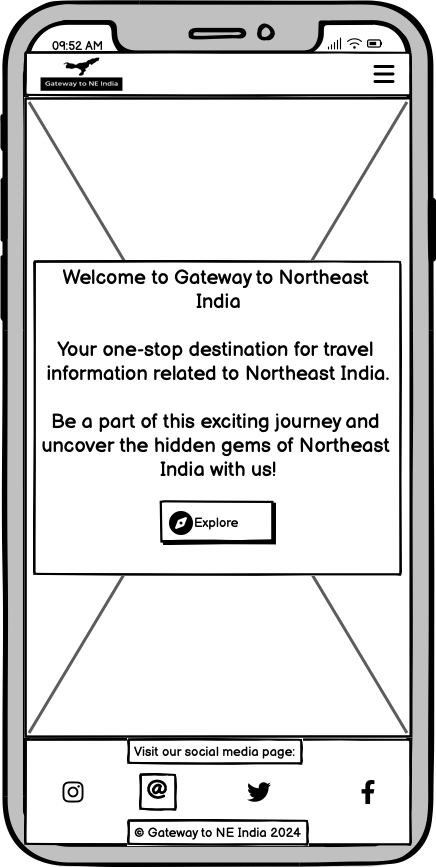 09:52 AM
Gateway to NE India
Welcome to Gateway to Northeast
India
Your one-stop destination for travel
information related to Northeast India.
Be a part of this exciting journey and
uncover the hidden gems of Northeast
India with us!
Explore
Visit our social media page:
@
© Gateway to NE India 2024